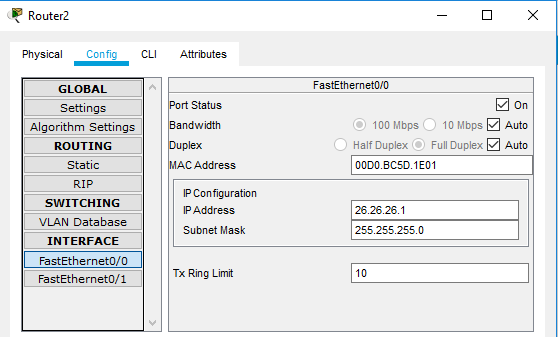 Router2
Physical Config CLI Attributes
GLOBAL
Settings
Algorithm Settings
ROUTING
Static
RIP
SWITCHING
VLAN Database
INTERFACE
FastEthernet0/0
FastEthernet0/1
FastEthernet0/0
Port Status On
Bandwidth 100 Mbps 10 Mbps Auto
Duplex Half Duplex Full Duplex Auto
MAC Address 00D0.BC5D.1E01
IP Configuration
IP Address 26.26.26.1
Subnet Mask 255.255.255.0
Tx Ring Limit 10